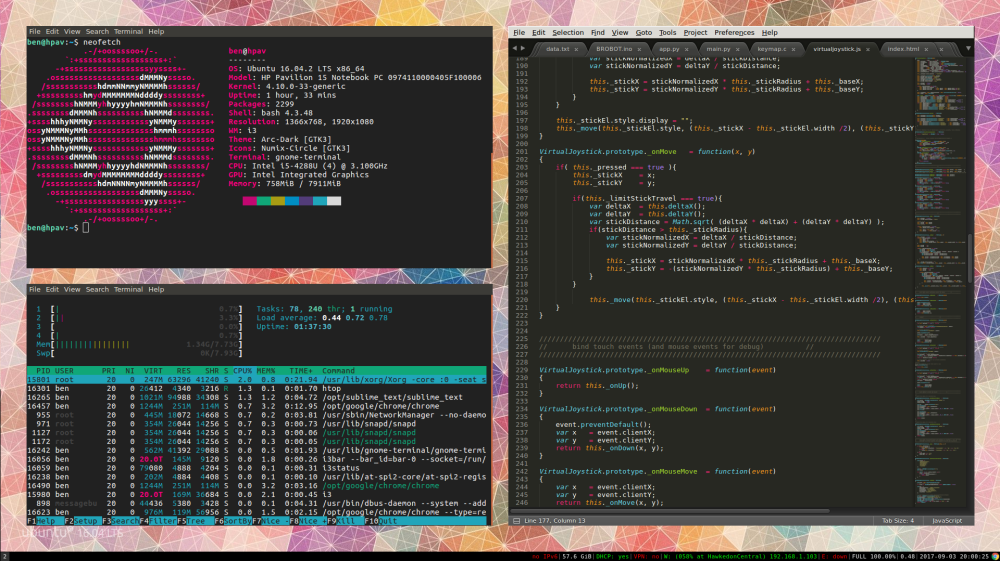 File Edit View Search Terminal Help
ben@hpav:~$ neofetch
ben@hpav
--------
OS: Ubuntu 16.04.2 LTS x86_64
Model: HP Pavilion 15 Notebook PC 0974110000405F100006
Kernel: 4.10.0-33-generic
Uptime: 1 hour, 33 mins
Packages: 2299
Shell: bash 4.3.48
Resolution: 1366x768, 1920x1080
WM: i3
Theme: Arc-Dark [GTK3]
Icons: Numix-Circle [GTK3]
Terminal: gnome-terminal
CPU: Intel i5-4288U (4) @ 3.100GHz
GPU: Intel Integrated Graphics
Memory: 758MiB / 7911MiB
ben@hpav:~$
File Edit View Search Terminal Help
1 [ 0.7%]
2 [ 3.3%]
3 [ 0.0%]
4 [ 0.7%]
Mem[ 1.34G/7.73G]
Swp[ 0K/7.93G]
Tasks: 78, 240 thr; 1 running
Load average: 0.44 0.72 0.78
Uptime: 01:37:30
PID USER PRI NI VIRT RES SHR S CPU% MEM% TIME+ Command
15881 root 20 0 247M 63296 41248 S 2.0 0.8 0:21.94 /usr/lib/xorg/Xorg -core :0 -seat s
16301 ben 20 0 26412 4340 3216 R 1.3 0.1 0:01.70 htop
16265 ben 20 0 1021M 94988 34308 S 1.3 1.2 0:04.72 /opt/sublime_text/sublime_text
16457 ben 20 0 1244M 251M 114M S 0.7 3.2 0:12.95 /opt/google/chrome/chrome
955 root 20 0 445M 18072 14668 S 0.7 0.2 0:03.81 /usr/sbin/NetworkManager --no-daemo
971 root 20 0 354M 26044 14256 S 0.7 0.3 0:00.73 /usr/lib/snapd/snapd
1127 root 20 0 354M 26044 14256 S 0.7 0.3 0:00.06 /usr/lib/snapd/snapd
1172 root 20 0 354M 26044 14256 S 0.7 0.3 0:00.05 /usr/lib/snapd/snapd
16242 ben 20 0 562M 41392 29088 S 0.0 0.5 0:01.93 /usr/lib/gnome-terminal/gnome-termi
16056 ben 20 0 20.0T 145M 9120 S 0.0 1.8 0:00.26 i3bar --bar_id=bar-0 --socket=/run/
16059 ben 20 0 79080 4888 4204 S 0.0 0.1 0:00.31 i3status
16238 ben 20 0 202M 4884 4408 S 0.0 0.1 0:00.10 /usr/lib/at-spi2-core/at-spi2-regis
16490 ben 20 0 1244M 251M 114M S 0.0 3.2 0:03.16 /opt/google/chrome/chrome
15980 ben 20 0 20.0T 169M 36684 S 0.0 2.1 0:00.45 i3
898 messagebu 20 0 44436 5380 3428 S 0.0 0.1 0:04.31 /usr/bin/dbus-daemon --system --add
16623 ben 20 0 976M 119M 56956 S 0.0 1.5 0:02.15 /opt/google/chrome/chrome --type=re
F1Help F2Setup F3Search F4Filter F5Tree F6SortBy F7Nice - F8Nice + F9Kill F10Quit
ubuntu 16.04 LTS
File Edit Selection Find View Goto Tools Project Preferences Help
data.txt BROBOT.ino app.py main.py keymap.c virtualjoystick.js index.html
189 var stickNormalizedX = deltaX / stickDistance;
190 var stickNormalizedY = deltaY / stickDistance;
191
192 this._stickX = stickNormalizedX * this._stickRadius + this._baseX;
193 this._stickY = stickNormalizedY * this._stickRadius + this._baseY;
194 }
195 }
196
197 this._stickEl.style.display = "";
198 this._move(this._stickEl.style, (this._stickX - this._stickEl.width /2), (this._stickY
199 }
200
201 VirtualJoystick.prototype._onMove = function(x, y)
202 {
203 if( this._pressed === true ){
204 this._stickX = x;
205 this._stickY = y;
206
207 if(this._limitStickTravel === true){
208 var deltaX = this.deltaX();
209 var deltaY = this.deltaY();
210 var stickDistance = Math.sqrt( (deltaX * deltaX) + (deltaY * deltaY) );
211 if(stickDistance > this._stickRadius){
212 var stickNormalizedX = deltaX / stickDistance;
213 var stickNormalizedY = deltaY / stickDistance;
214
215 this._stickX = stickNormalizedX * this._stickRadius + this._baseX;
216 this._stickY = (stickNormalizedY * this._stickRadius) + this._baseY;
217 }
218 }
219
220 this._move(this._stickEl.style, (this._stickX - this._stickEl.width /2), (this._
221 }
222 }
223
224
225 ////////////////////////////////////////////////////////////////////////////////
226 // bind touch events (and mouse events for debug) //
227 ////////////////////////////////////////////////////////////////////////////////
228
229 VirtualJoystick.prototype._onMouseUp = function(event)
230 {
231 return this._onUp();
232 }
233
234 VirtualJoystick.prototype._onMouseDown = function(event)
235 {
236 event.preventDefault();
237 var x = event.clientX;
238 var y = event.clientY;
239 return this._onDown(x, y);
240 }
241
242 VirtualJoystick.prototype._onMouseMove = function(event)
243 {
244 var x = event.clientX;
245 var y = event.clientY;
246 return this._onMove(x, y);
Line 177, Column 13 Tab Size: 4 JavaScript
2 no IPv6|57.6 GiB|DHCP: yes|VPN: no|W: (050% at HawkedonCentral) 192.168.1.103|E: down|FULL 100.00%|0.48|2017-09-03 20:00:25